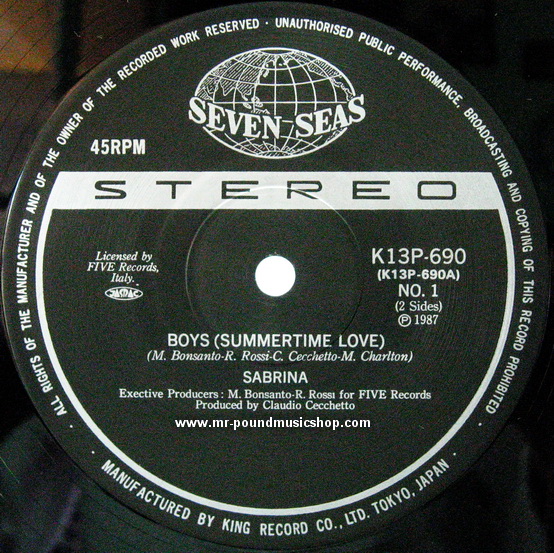 ALL RIGHTS OF THE MANUFACTURER AND OF THE OWNER OF THE RECORDED WORK RESERVED · UNAUTHORISED PUBLIC PERFORMANCE, BROADCASTING AND COPYING OF THIS RECORD PROHIBITED
SEVEN SEAS
45RPM
STEREO
Licensed by
FIVE Records,
Italy.
JASRAC
K13P-690
(K13P-690A)
NO. 1
(2 Sides)
Ⓟ 1987
BOYS (SUMMERTIME LOVE)
(M. Bonsanto-R. Rossi-C. Cecchetto-M. Charlton)
SABRINA
Exective Producers : M. Bonsanto-R. Rossi for FIVE Records
Produced by Claudio Cecchetto
www.mr-poundmusicshop.com
· MANUFACTURED BY KING RECORD CO., LTD. TOKYO, JAPAN ·